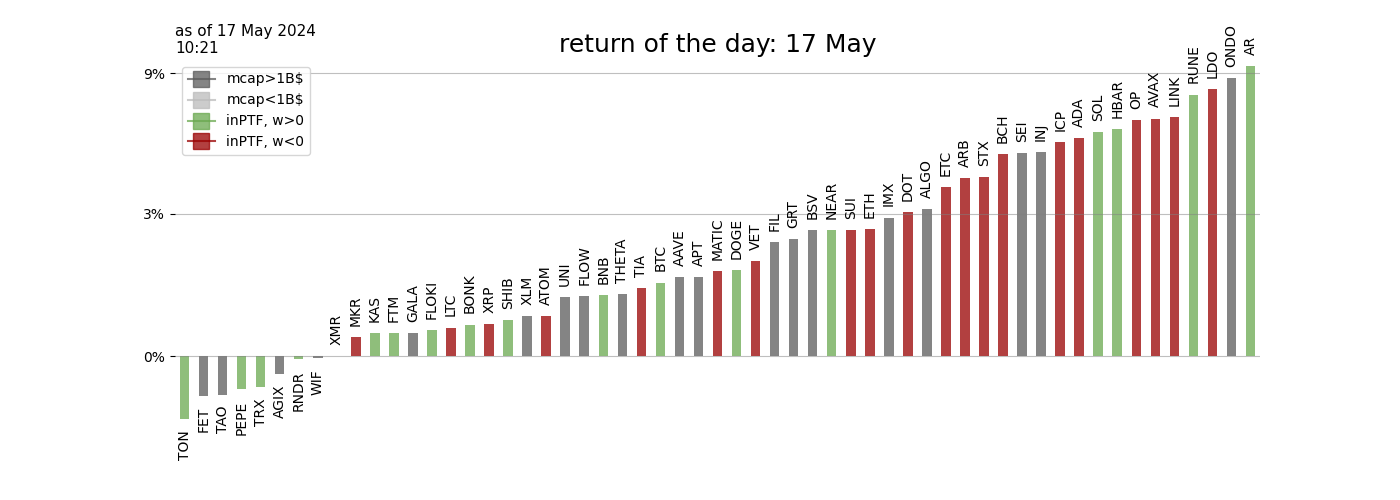 as of 17 May 2024
10:21
return of the day: 17 May
mcap>1B$
mcap<1B$
inPTF, w>0
inPTF, w<0
9%
3%
0%
TON
FET
TAO
PEPE
TRX
AGIX
RNDR
WIF
XMR
MKR
KAS
FTM
GALA
FLOKI
LTC
BONK
XRP
SHIB
XLM
ATOM
UNI
FLOW
BNB
THETA
TIA
BTC
AAVE
APT
MATIC
DOGE
VET
FIL
GRT
BSV
NEAR
SUI
ETH
IMX
DOT
ALGO
ETC
ARB
STX
BCH
SEI
INJ
ICP
ADA
SOL
HBAR
OP
AVAX
LINK
RUNE
LDO
ONDO
AR